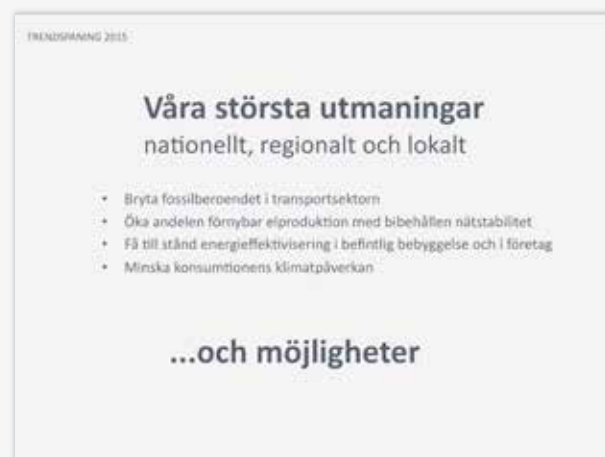 TRENDSPANING 2015
Våra största utmaningar
nationellt, regionalt och lokalt
• Bryta fossilberoendet i transportsektorn
• Öka andelen förnybar elproduktion med bibehållen nätstabilitet
• Få till stånd energieffektivisering i befintlig bebyggelse och i företag
• Minska konsumtionens klimatpåverkan
...och möjligheter